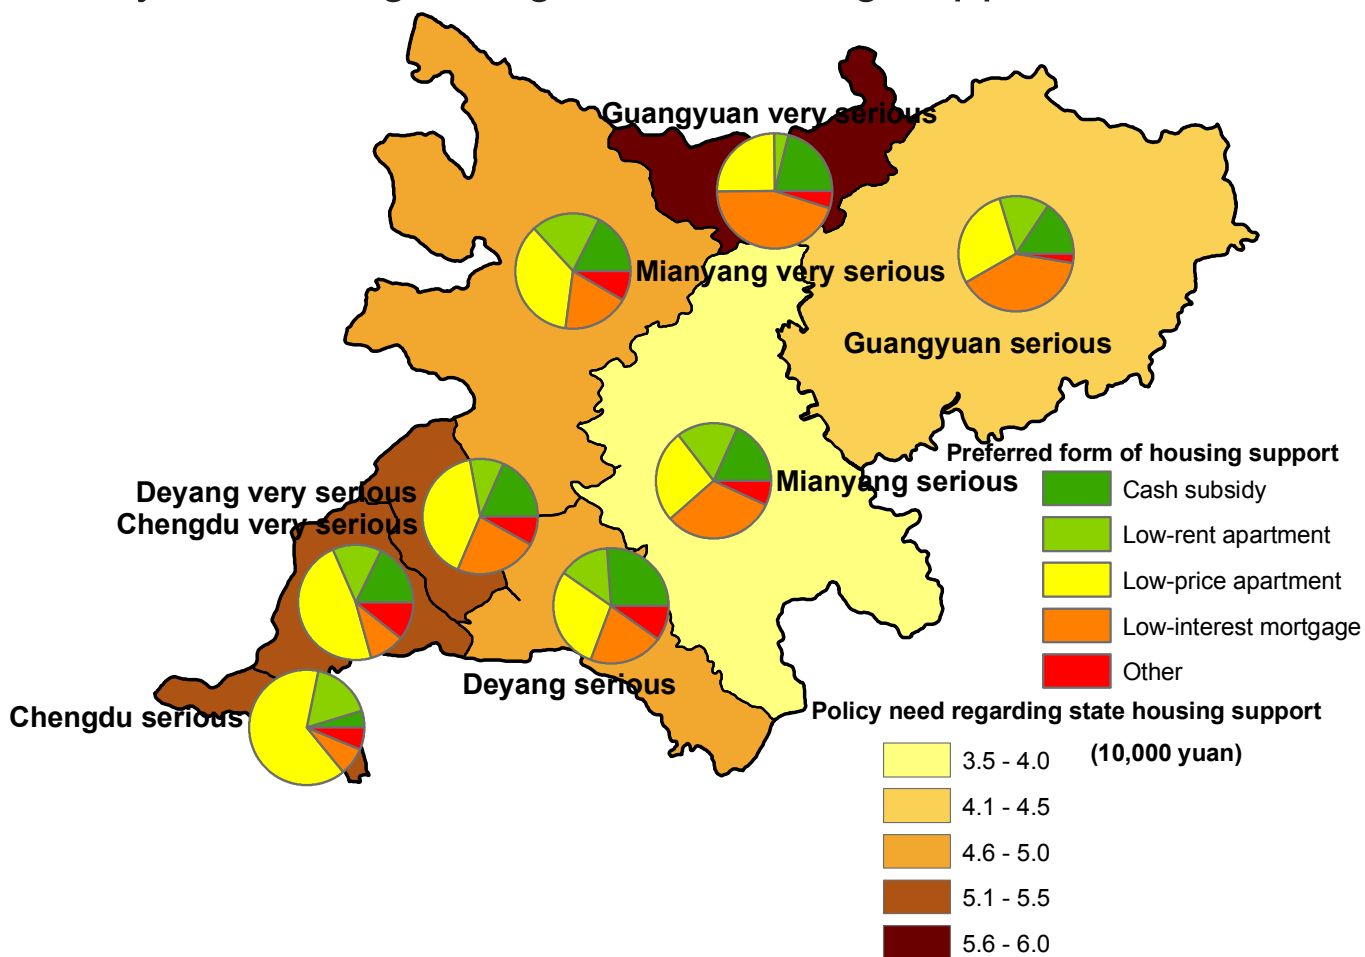 Guangyuan very serious
Mianyang very serious
Guangyuan serious
Deyang very serious
Chengdu very serious
Mianyang serious
Deyang serious
Chengdu serious
Preferred form of housing support
Cash subsidy
Low-rent apartment
Low-price apartment
Low-interest mortgage
Other
Policy need regarding state housing support
(10,000 yuan)
3.5 - 4.0
4.1 - 4.5
4.6 - 5.0
5.1 - 5.5
5.6 - 6.0